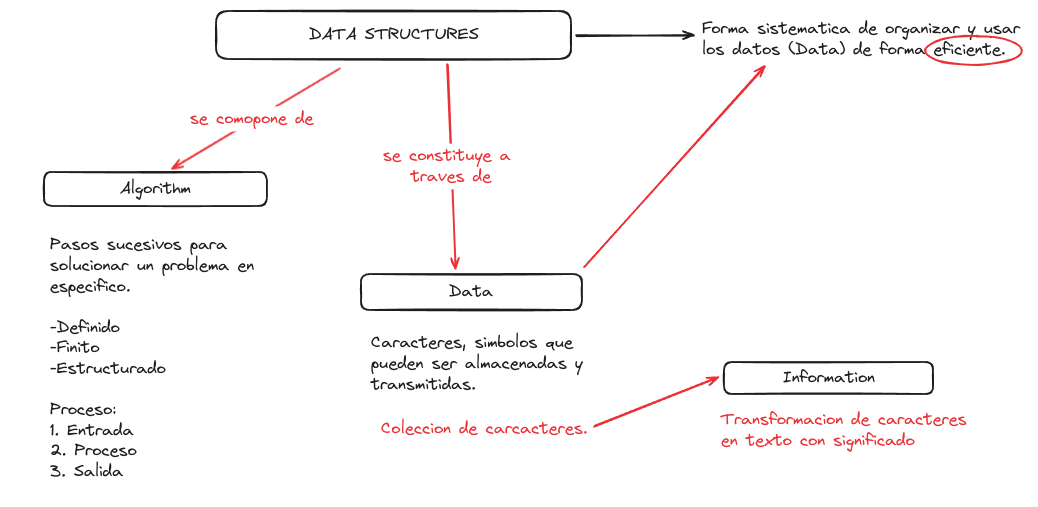 DATA STRUCTURES
Forma sistematica de organizar y usar
los datos (Data) de forma eficiente.
se comopone de
se constituye a
traves de
Algorithm
Pasos sucesivos para
solucionar un problema en
especifico.
-Definido
-Finito
-Estructurado
Proceso:
1. Entrada
2. Proceso
3. Salida
Data
Caracteres, simbolos que
pueden ser almacenadas y
transmitidas.
Coleccion de carcacteres.
Information
Transformacion de caracteres
en texto con significado